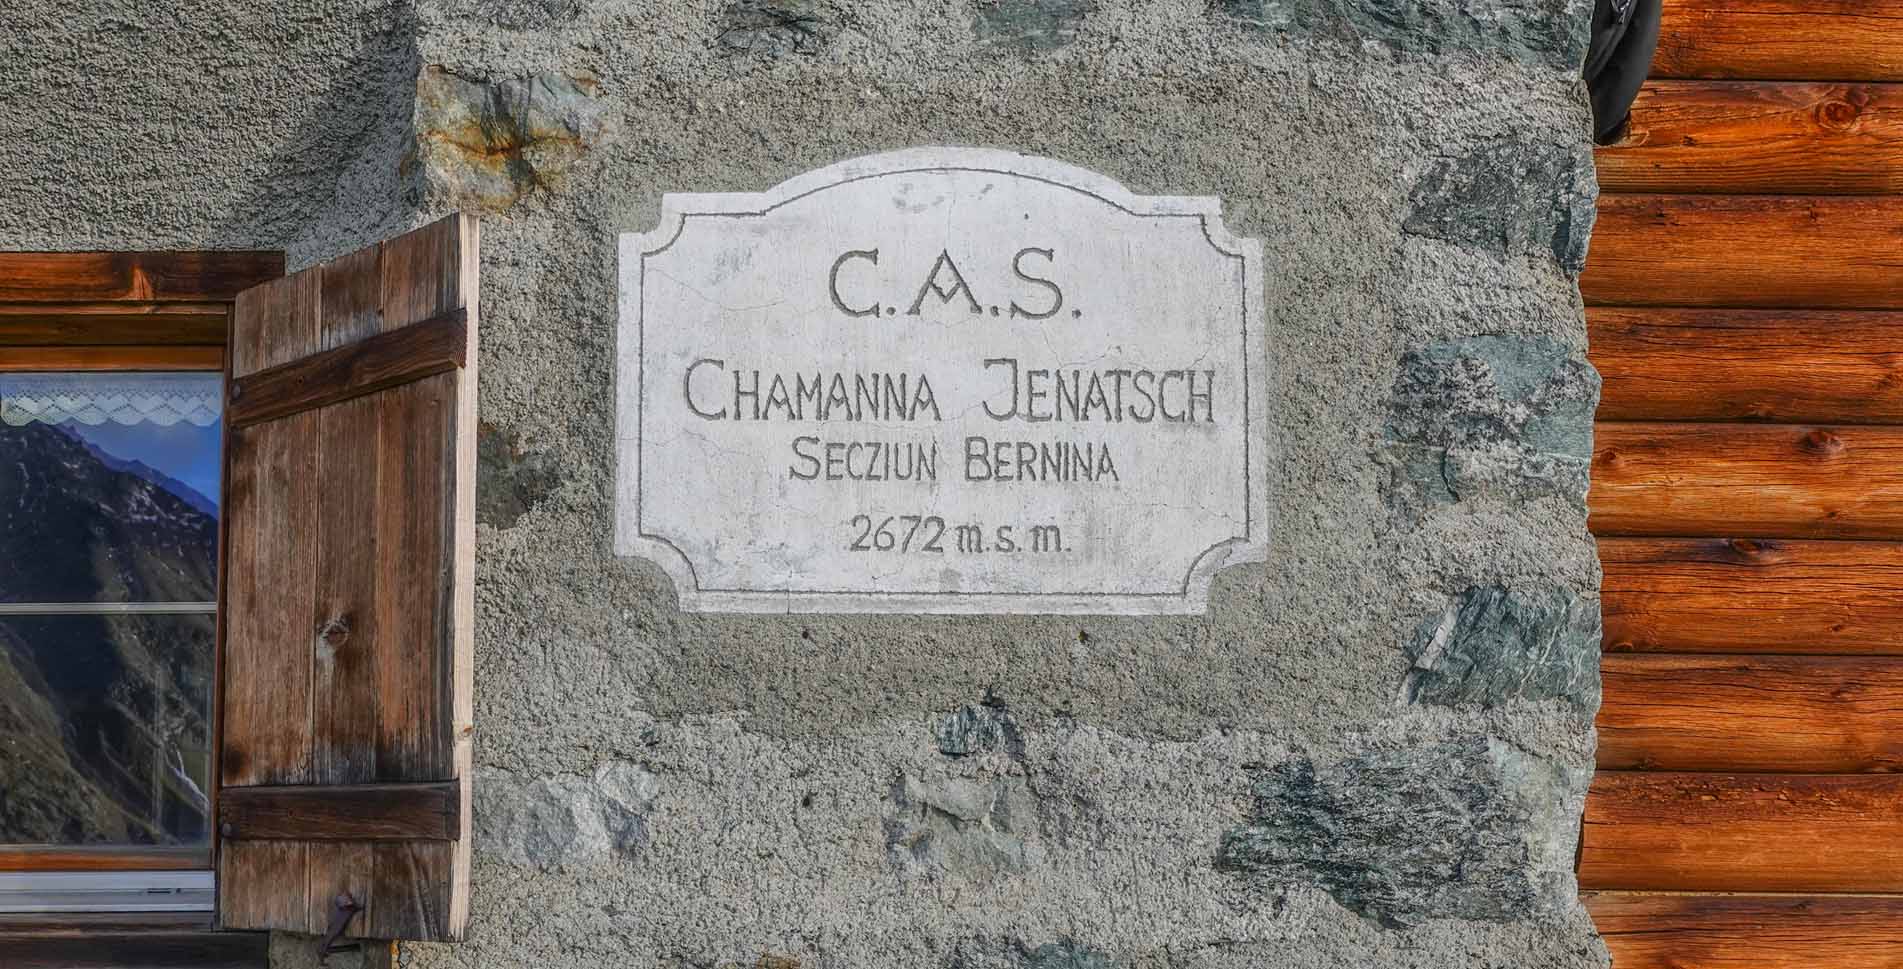 C.A.S.
CHAMANNA JENATSCH
SECZIUN BERNINA
2672 m.s.m.